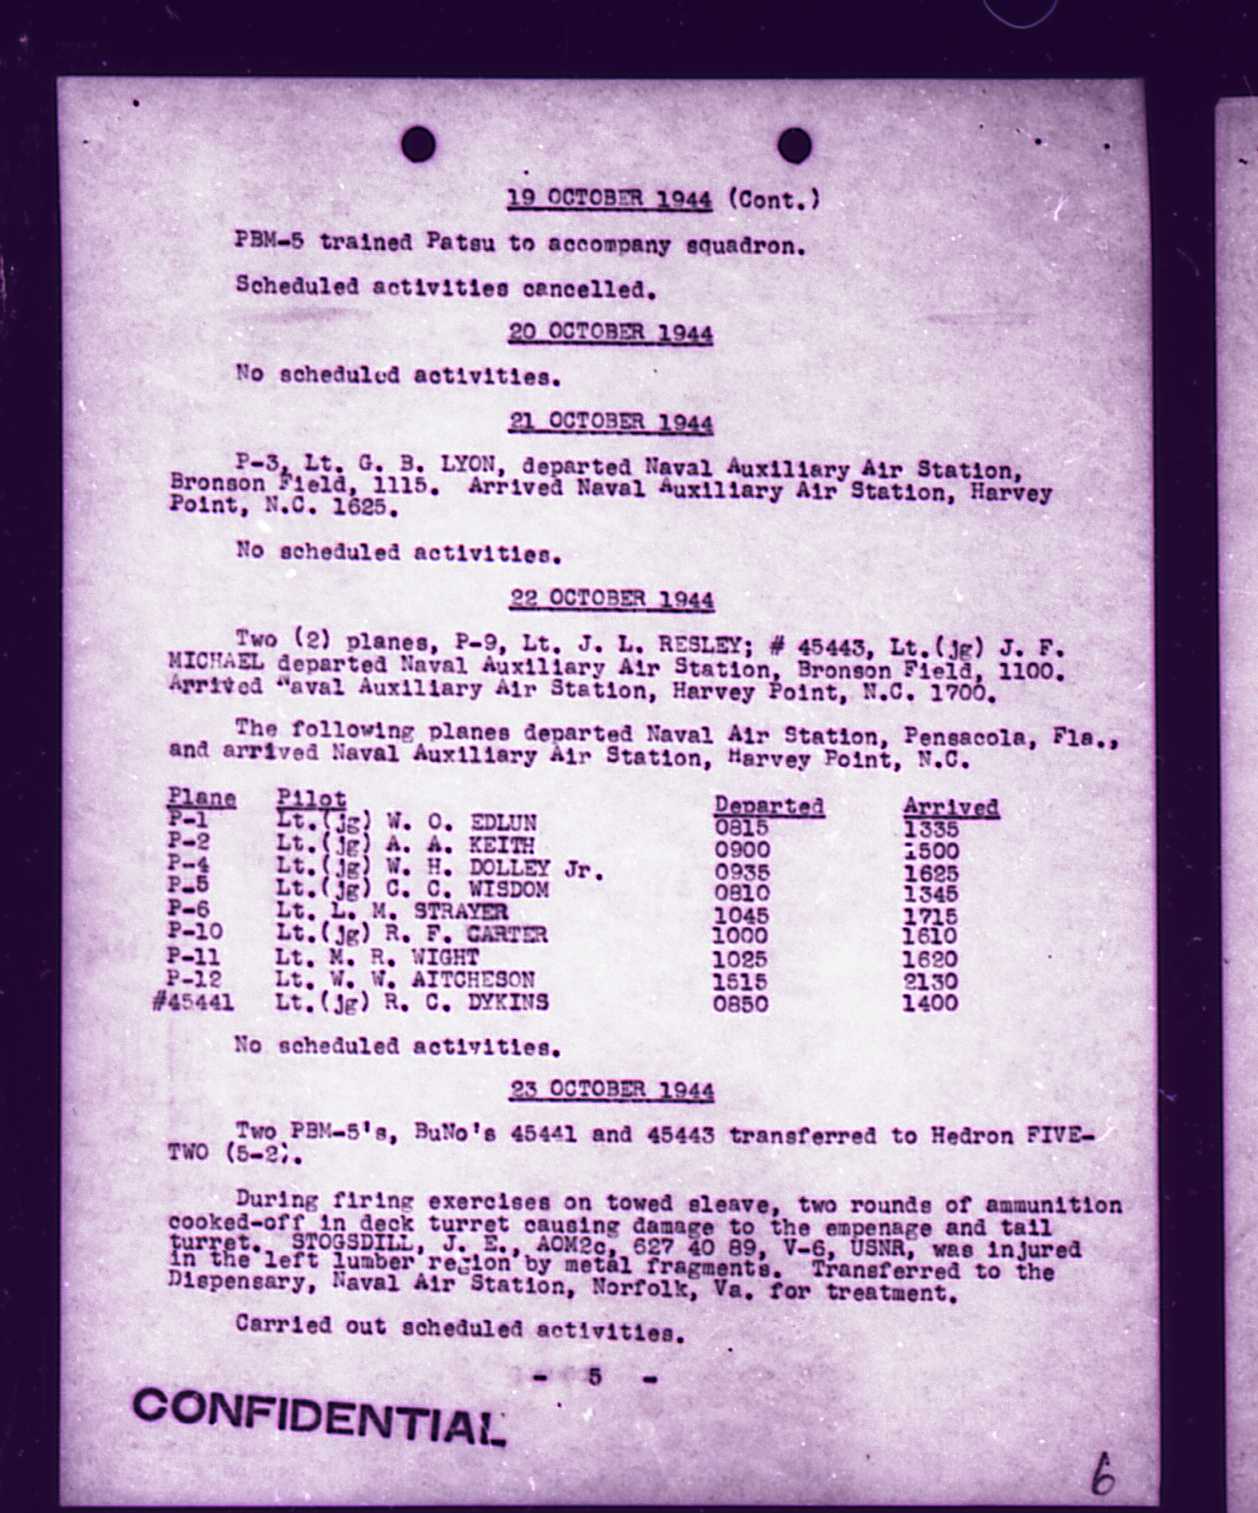 19 OCTOBER 1944 (Cont.)
PBM-5 trained Patsu to accompany squadron.
Scheduled activities cancelled.
20 OCTOBER 1944
No scheduled activities.
21 OCTOBER 1944
P-3, Lt. G. B. LYON, departed Naval Auxiliary Air Station,
Bronson Field, 1115. Arrived Naval Auxiliary Air Station, Harvey
Point, N.C. 1625.
No scheduled activities.
22 OCTOBER 1944
Two (2) planes, P-9, Lt. J. L. RESLEY; # 45443, Lt.(jg) J. F.
MICHAEL departed Naval Auxiliary Air Station, Bronson Field, 1100.
Arrived Naval Auxiliary Air Station, Harvey Point, N.C. 1700.
The following planes departed Naval Air Station, Pensacola, Fla.,
and arrived Naval Auxiliary Air Station, Harvey Point, N.C.
Plane Pilot Departed Arrived
P-1 Lt.(jg) W. O. EDLUN 0815 1335
P-2 Lt.(jg) A. A. KEITH 0900 1500
P-4 Lt.(jg) W. H. DOLLEY Jr. 0935 1625
P-5 Lt.(jg) C. C. WISDOM 0810 1345
P-6 Lt. L. M. STRAYER 1045 1715
P-10 Lt.(jg) R. F. CARTER 1000 1610
P-11 Lt. M. R. WIGHT 1025 1620
P-12 Lt. W. W. AITCHESON 1515 2130
#45441 Lt.(jg) R. C. DYKINS 0850 1400
No scheduled activities.
23 OCTOBER 1944
Two PBM-5's, BuNo's 45441 and 45443 transferred to Hedron FIVE-
TWO (5-2).
During firing exercises on towed sleave, two rounds of ammunition
cooked-off in deck turret causing damage to the empenage and tail
turret. STOGSDILL, J. E., AOM2c, 627 40 89, V-6, USNR, was injured
in the left lumber region by metal fragments. Transferred to the
Dispensary, Naval Air Station, Norfolk, Va. for treatment.
Carried out scheduled activities.
- 5 -
CONFIDENTIAL
6